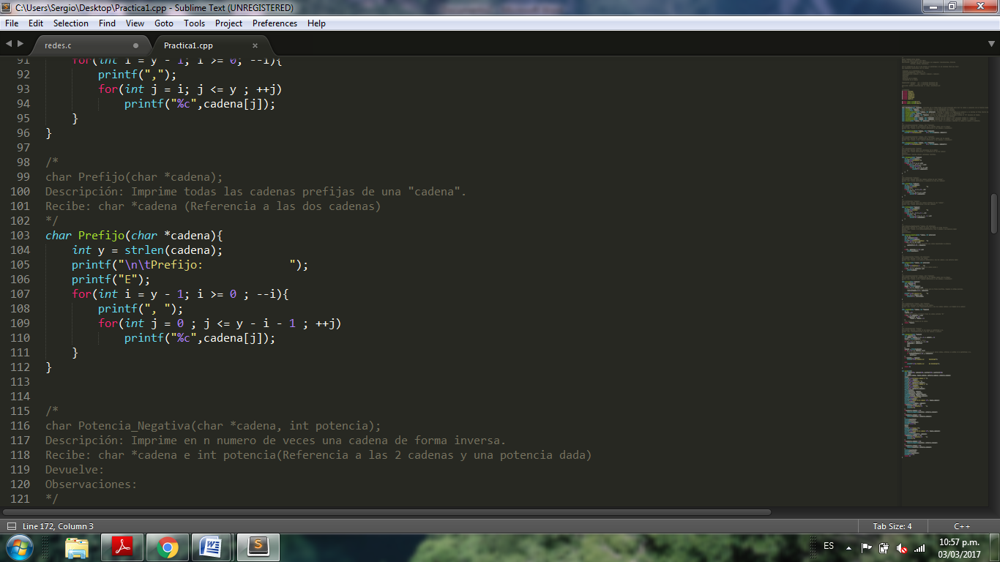 C:\Users\Sergio\Desktop\Practica1.cpp - Sublime Text (UNREGISTERED)
File Edit Selection Find View Goto Tools Project Preferences Help
redes.c Practica1.cpp
91 for(int i = y - 1; i >= 0; --i){
92 printf(",");
93 for(int j = i; j <= y ; ++j)
94 printf("%c",cadena[j]);
95 }
96 }
97
98 /*
99 char Prefijo(char *cadena);
100 Descripción: Imprime todas las cadenas prefijas de una "cadena".
101 Recibe: char *cadena (Referencia a las dos cadenas)
102 */
103 char Prefijo(char *cadena){
104 int y = strlen(cadena);
105 printf("\n\tPrefijo:             ");
106 printf("E");
107 for(int i = y - 1; i >= 0 ; --i){
108 printf(", ");
109 for(int j = 0 ; j <= y - i - 1 ; ++j)
110 printf("%c",cadena[j]);
111 }
112 }
113
114
115 /*
116 char Potencia_Negativa(char *cadena, int potencia);
117 Descripción: Imprime en n numero de veces una cadena de forma inversa.
118 Recibe: char *cadena e int potencia(Referencia a las 2 cadenas y una potencia dada)
119 Devuelve:
120 Observaciones:
121 */
Line 172, Column 3 Tab Size: 4 C++
ES 10:57 p.m.
03/03/2017